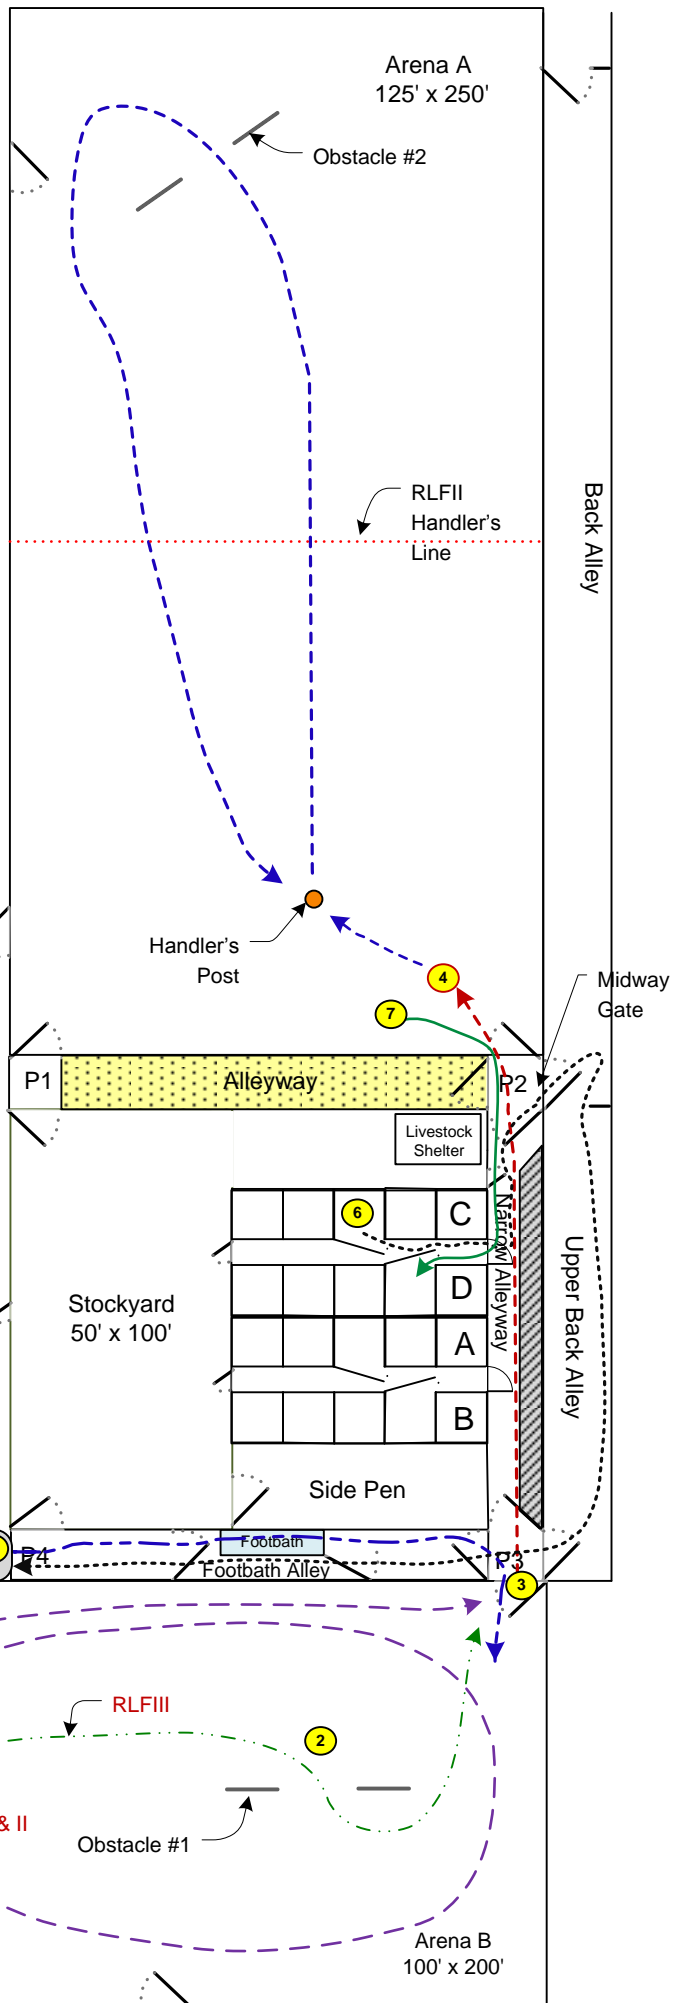 Arena A
125' x 250'
Obstacle #2
RLFII
Handler's
Line
Back Alley
Handler's
Post
4
7
Midway
Gate
P1
Alleyway
P2
Livestock
Shelter
6
C
Narrow Alleyway
D
Stockyard
50' x 100'
A
Upper Back Alley
B
Side Pen
Footbath
P4
Footbath Alley
P3
3
RLFIII
2
& II
Obstacle #1
Arena B
100' x 200'